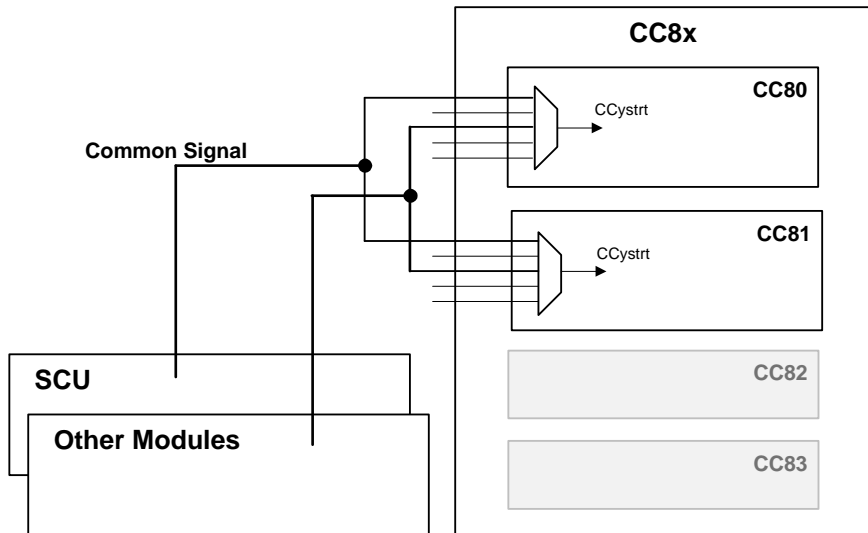 CC8x
CC80
CCystrt
Common Signal
CC81
CCystrt
SCU
CC82
Other Modules
CC83